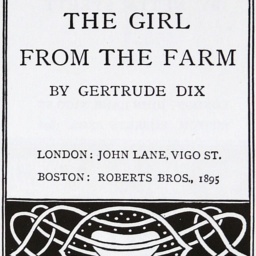 THE GIRL
FROM THE FARM
BY GERTRUDE DIX
LONDON: JOHN LANE, VIGO ST.
BOSTON: ROBERTS BROS., 1895